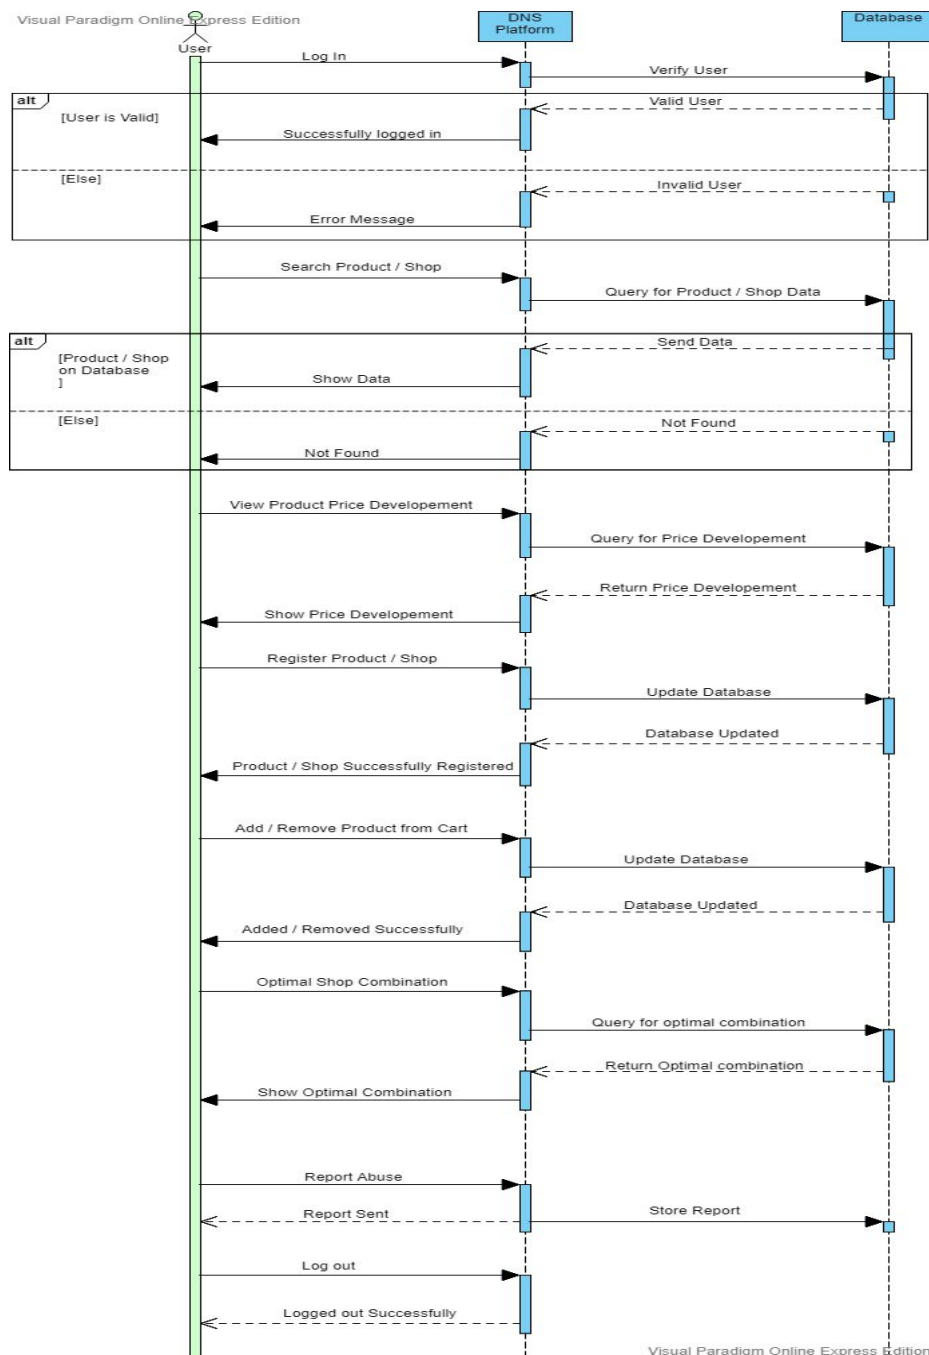 Visual Paradigm Online Express Edition
User
DNS
Platform
Database
Log In
Verify User
alt
[User is Valid]
Valid User
Successfully logged in
[Else]
Invalid User
Error Message
Search Product / Shop
Query for Product / Shop Data
alt
[Product / Shop
on Database
]
Send Data
Show Data
[Else]
Not Found
Not Found
View Product Price Developement
Query for Price Developement
Return Price Developement
Show Price Developement
Register Product / Shop
Update Database
Database Updated
Product / Shop Successfully Registered
Add / Remove Product from Cart
Update Database
Database Updated
Added / Removed Successfully
Optimal Shop Combination
Query for optimal combination
Return Optimal combination
Show Optimal Combination
Report Abuse
Report Sent
Store Report
Log out
Logged out Successfully
Visual Paradigm Online Express Edition